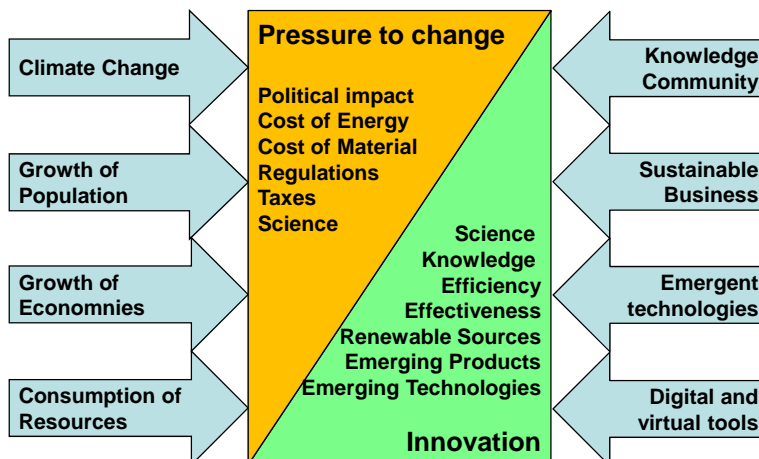 Climate Change
Growth of
Population
Growth of
Economnies
Consumption of
Resources
Pressure to change
Political impact
Cost of Energy
Cost of Material
Regulations
Taxes
Science
Science
Knowledge
Efficiency
Effectiveness
Renewable Sources
Emerging Products
Emerging Technologies
Innovation
Knowledge
Community
Sustainable
Business
Emergent
technologies
Digital and
virtual tools